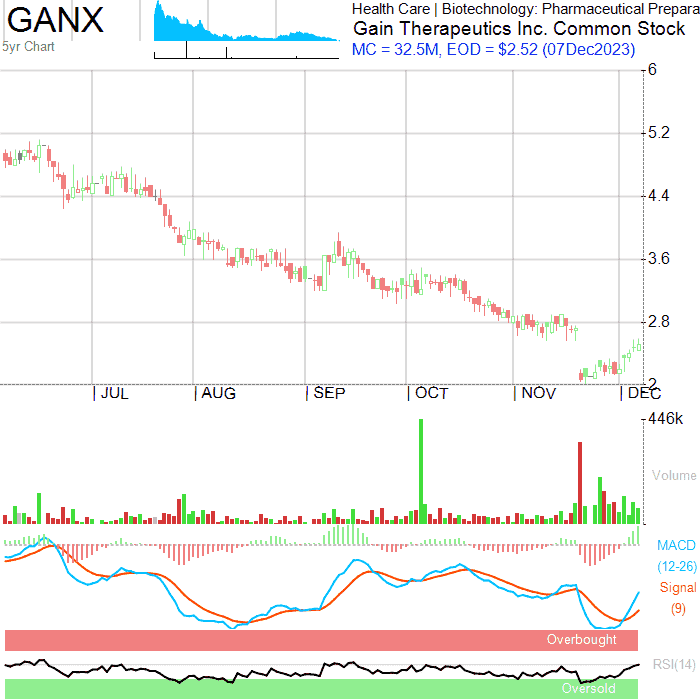 GANX
5yr Chart
Health Care | Biotechnology: Pharmaceutical Prepara
Gain Therapeutics Inc. Common Stock
MC = 32.5M, EOD = $2.52 (07Dec2023)
6
5.2
4.4
3.6
2.8
2
JUL AUG SEP OCT NOV DEC
446k
Volume
MACD
(12-26)
Signal
(9)
Overbought
RSI(14)
Oversold